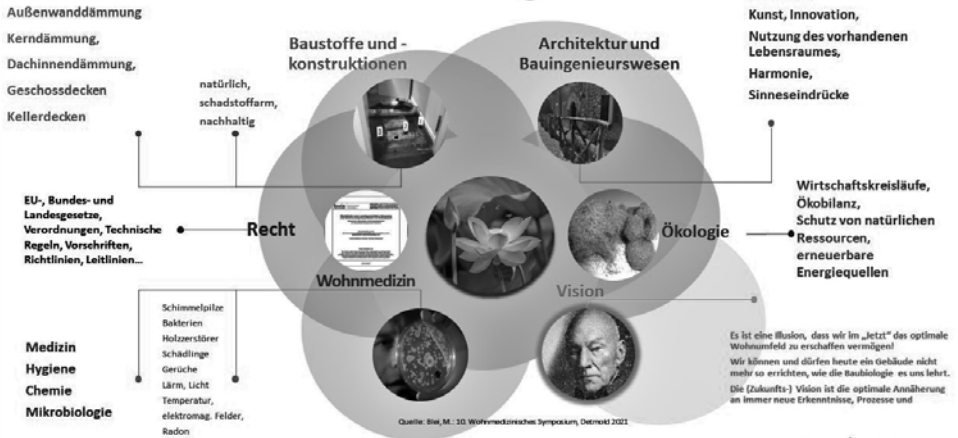 Außenwanddämmung
Kerndämmung,
Dachinnendämmung,
Geschossdecken
Kellerdecken
natürlich,
schadstoffarm,
nachhaltig
Baustoffe und -
konstruktionen
Architektur und
Bauingenieurswesen
Kunst, Innovation,
Nutzung des vorhandenen
Lebensraumes,
Harmonie,
Sinneseindrücke
EU-, Bundes- und
Landesgesetze,
Verordnungen, Technische
Regeln, Vorschriften,
Richtlinien, Leitlinien...
Recht
Ökologie
Wirtschaftskreisläufe,
Ökobilanz,
Schutz von natürlichen
Ressourcen,
erneuerbare
Energiequellen
Wohnmedizin
Vision
Medizin
Hygiene
Chemie
Mikrobiologie
Schimmelpilze
Bakterien
Holzzerstörer
Schädlinge
Gerüche
Lärm, Licht
Temperatur,
elektromag. Felder,
Radon
Es ist eine Illusion, dass wir im „Jetzt" das optimale
Wohnumfeld zu erschaffen vermögen!
Wir können und dürfen heute ein Gebäude nicht
mehr so errichten, wie die Baubiologie es uns lehrt.
Die (Zukunfts-) Vision ist die optimale Annäherung
an immer neue Erkenntnisse, Prozesse und
Quelle: Blei, M.: 10. Wohnmedizinisches Symposium, Detmold 2021